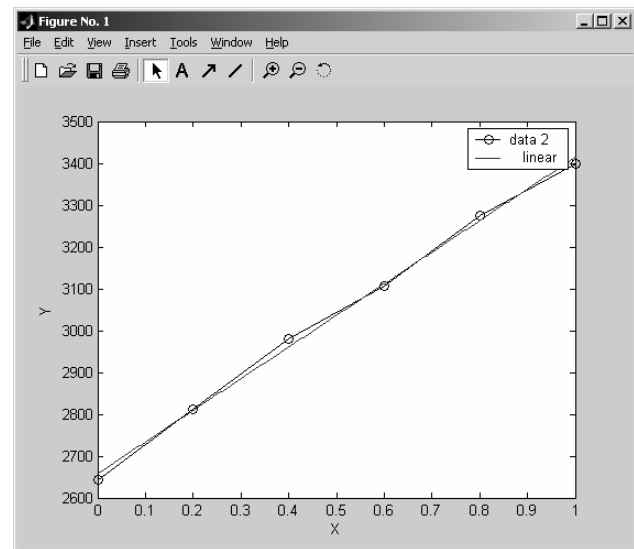 Figure No. 1
File Edit View Insert Tools Window Help
A
3500
3400
3300
3200
3100
3000
2900
2800
2700
2600
Y
data 2
linear
0 0.1 0.2 0.3 0.4 0.5 0.6 0.7 0.8 0.9 1
X